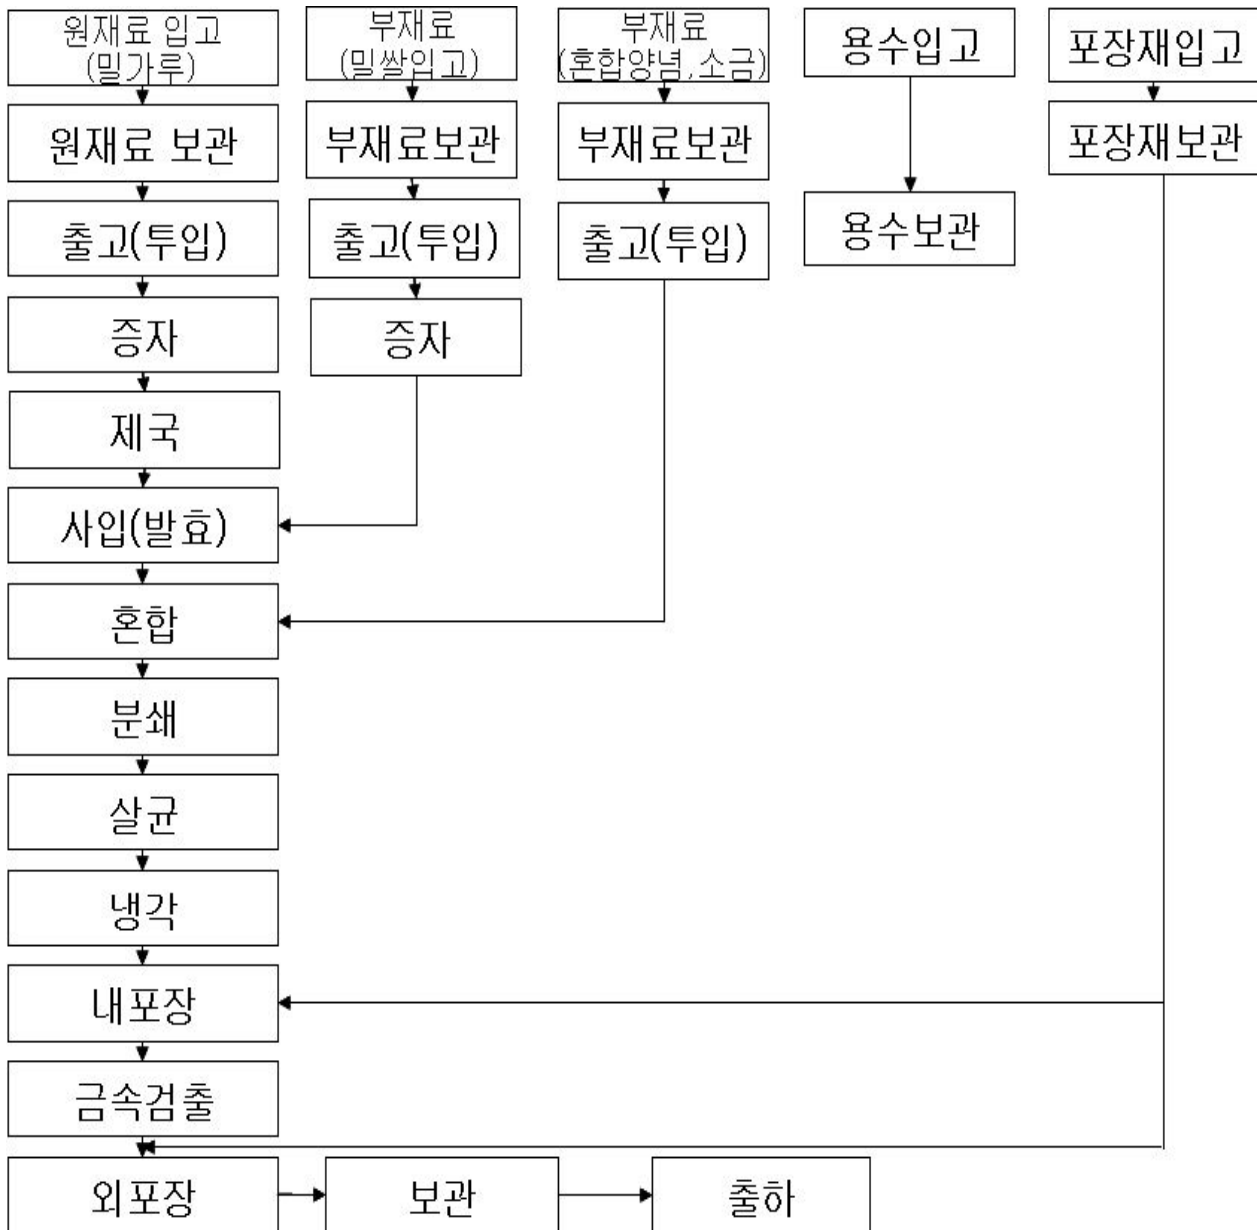 원재료 입고
(밀가루)
부재료
(밀쌀입고)
부재료
(혼합양념,소금)
용수입고
포장재입고
원재료 보관
부재료보관
부재료보관
포장재보관
출고(투입)
출고(투입)
출고(투입)
용수보관
증자
증자
제국
사입(발효)
혼합
분쇄
살균
냉각
내포장
금속검출
외포장
보관
출하